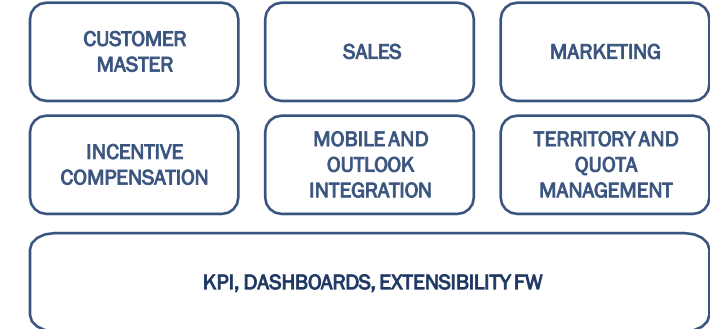 CUSTOMER
MASTER
SALES
MARKETING
INCENTIVE
COMPENSATION
MOBILE AND
OUTLOOK
INTEGRATION
TERRITORY AND
QUOTA
MANAGEMENT
KPI, DASHBOARDS, EXTENSIBILITY FW